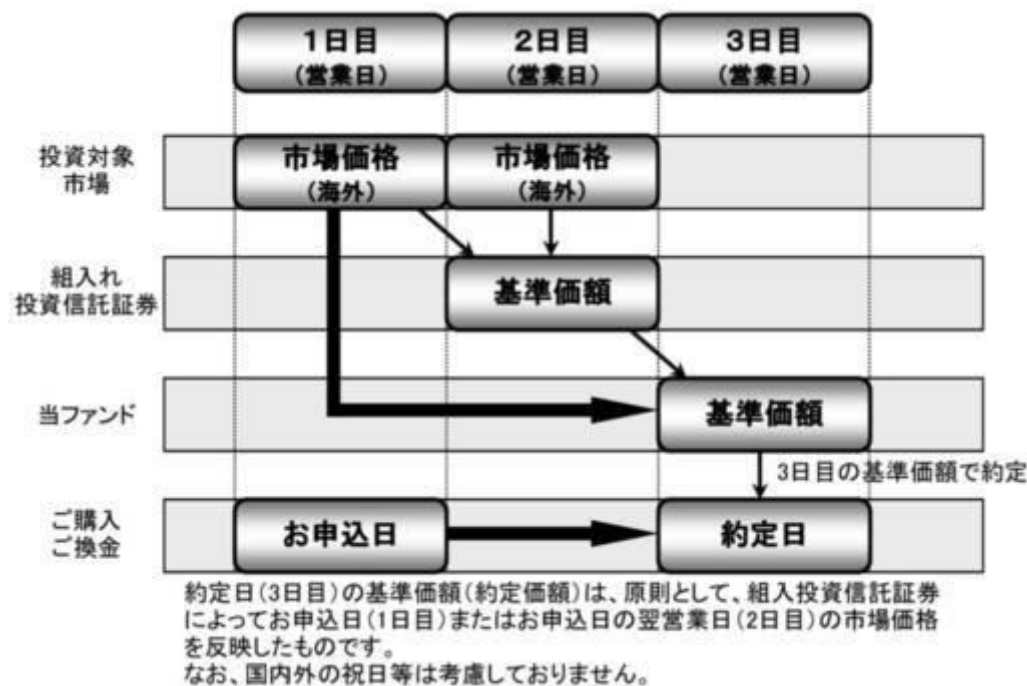 1日目
(営業日)
2日目
(営業日)
3日目
(営業日)
投資対象
市場
市場価格
(海外)
市場価格
(海外)
組入れ
投資信託証券
基準価額
当ファンド
基準価額
3日目の基準価額で約定
ご購入
ご換金
お申込日
約定日
約定日(3日目)の基準価額(約定価額)は、原則として、組入投資信託証券
によってお申込日(1日目)またはお申込日の翌営業日(2日目)の市場価格
を反映したものです。
なお、国内外の祝日等は考慮しておりません。